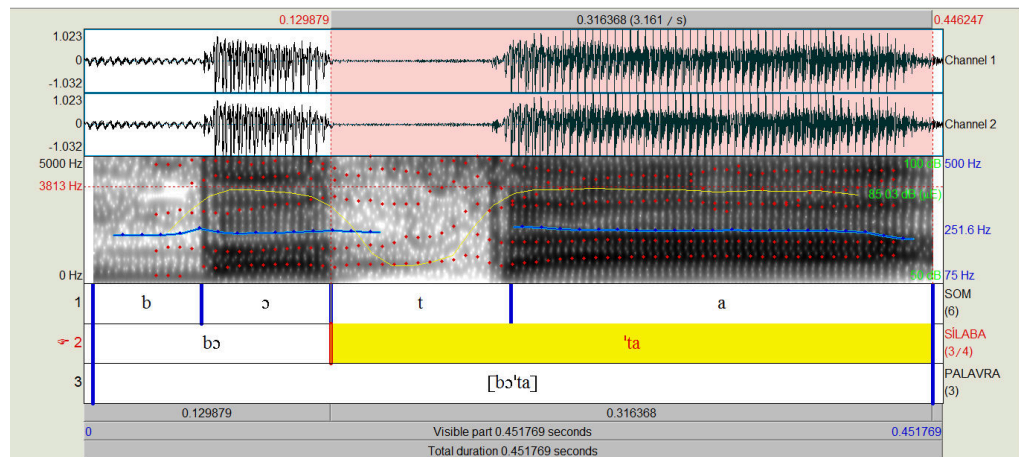 0.129879 0.316368 (3.161 / s) 0.446247
1.023
0
-1.032
Channel 1
1.023
0
-1.032
Channel 2
5000 Hz 100 dB 500 Hz
3813 Hz
85.03 dB (µE)
251.6 Hz
0 Hz 75 Hz
1 b ɔ t a SOM
(6)
2 bɔ ˈta SÍLABA
(3/4)
3 [bɔˈta] PALAVRA
(3)
0.129879 0.316368
0 Visible part 0.451769 seconds 0.451769
Total duration 0.451769 seconds